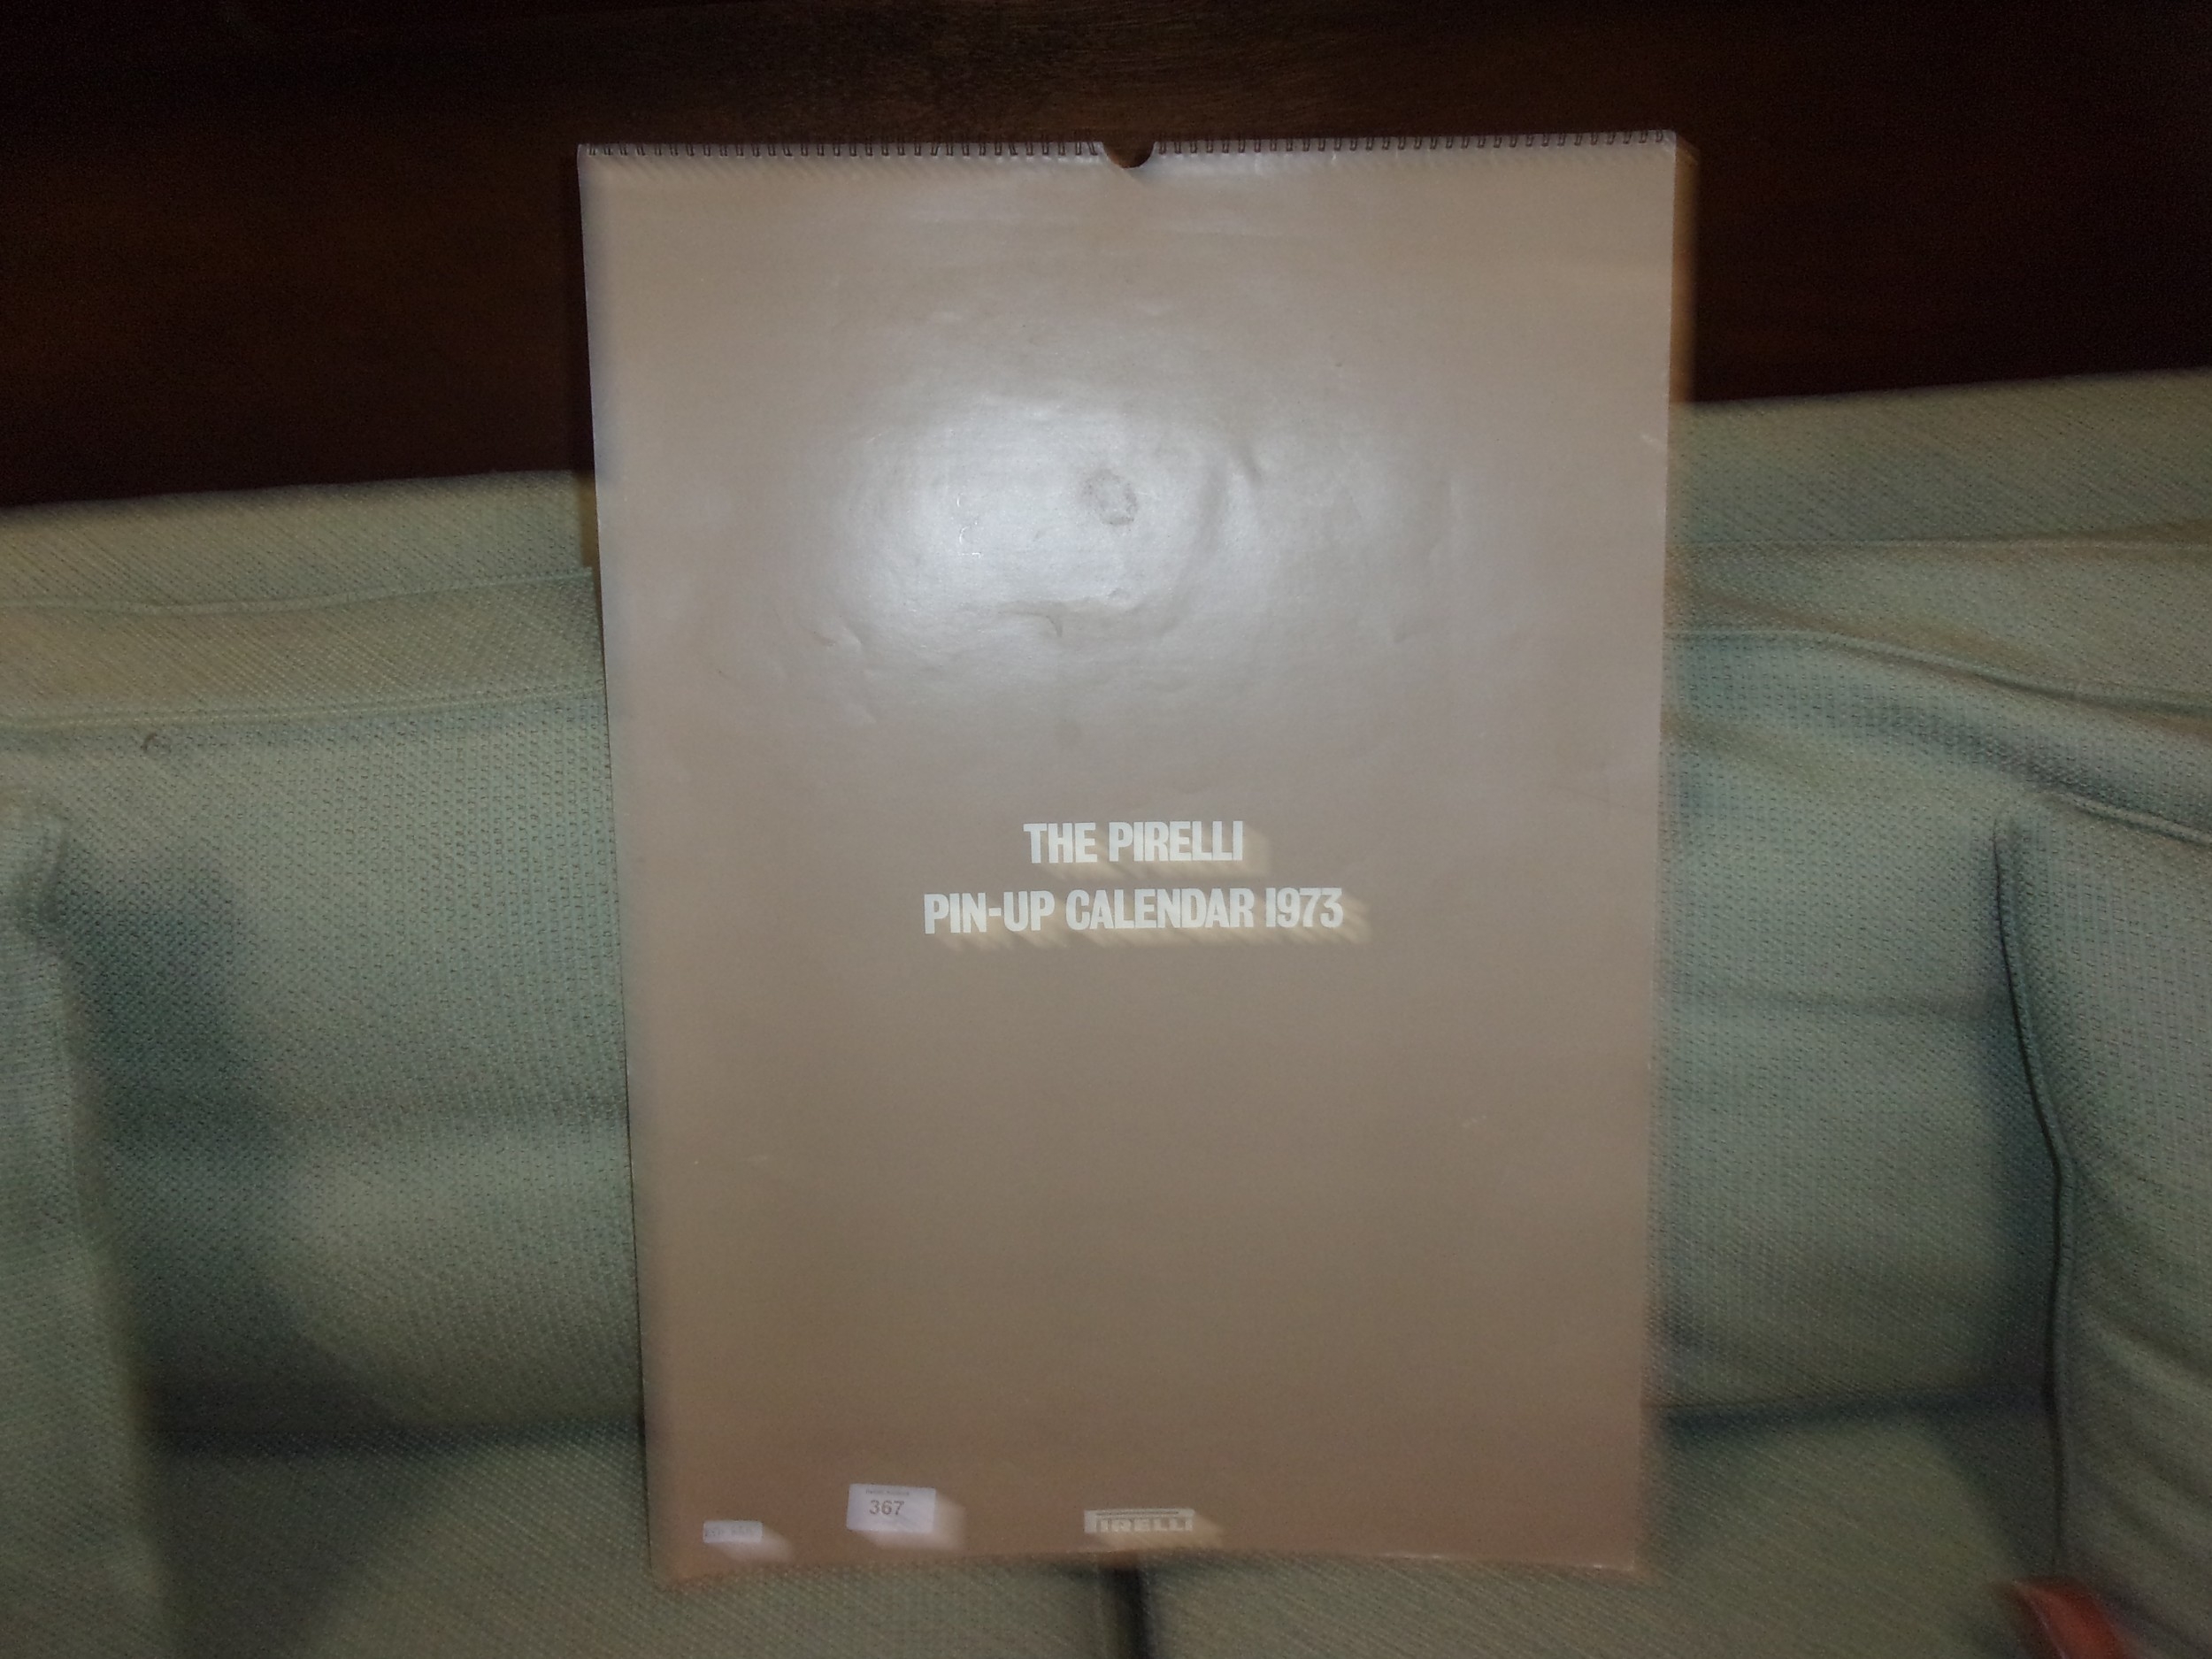 THE PIRELLI
PIN-UP CALENDAR 1973
367
PIRELLI